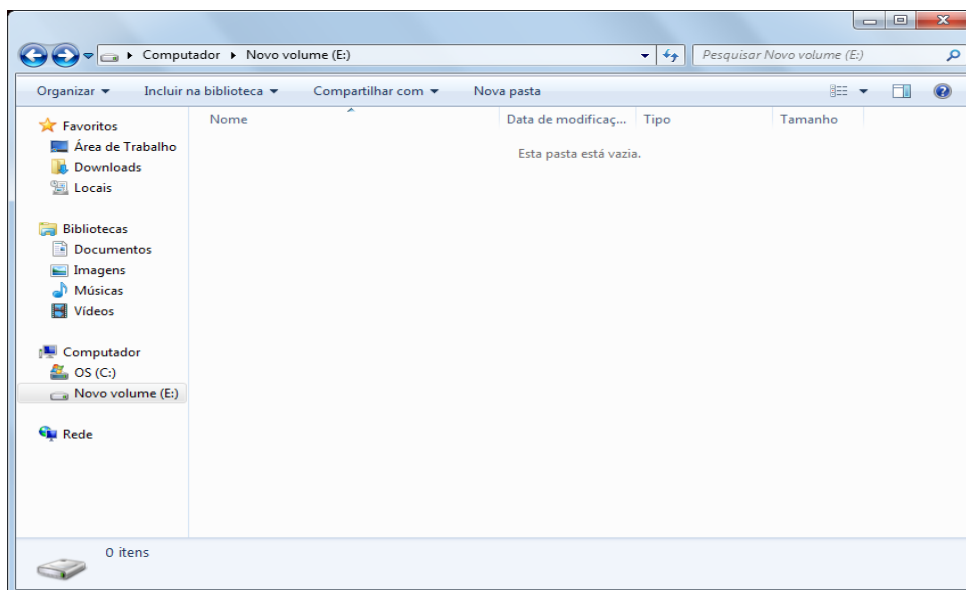 Computador Novo volume (E:) Pesquisar Novo volume (E:)
Organizar Incluir na biblioteca Compartilhar com Nova pasta
Nome Data de modificaç... Tipo Tamanho
Esta pasta está vazia.
Favoritos
Área de Trabalho
Downloads
Locais
Bibliotecas
Documentos
Imagens
Músicas
Vídeos
Computador
OS (C:)
Novo volume (E:)
Rede
0 itens